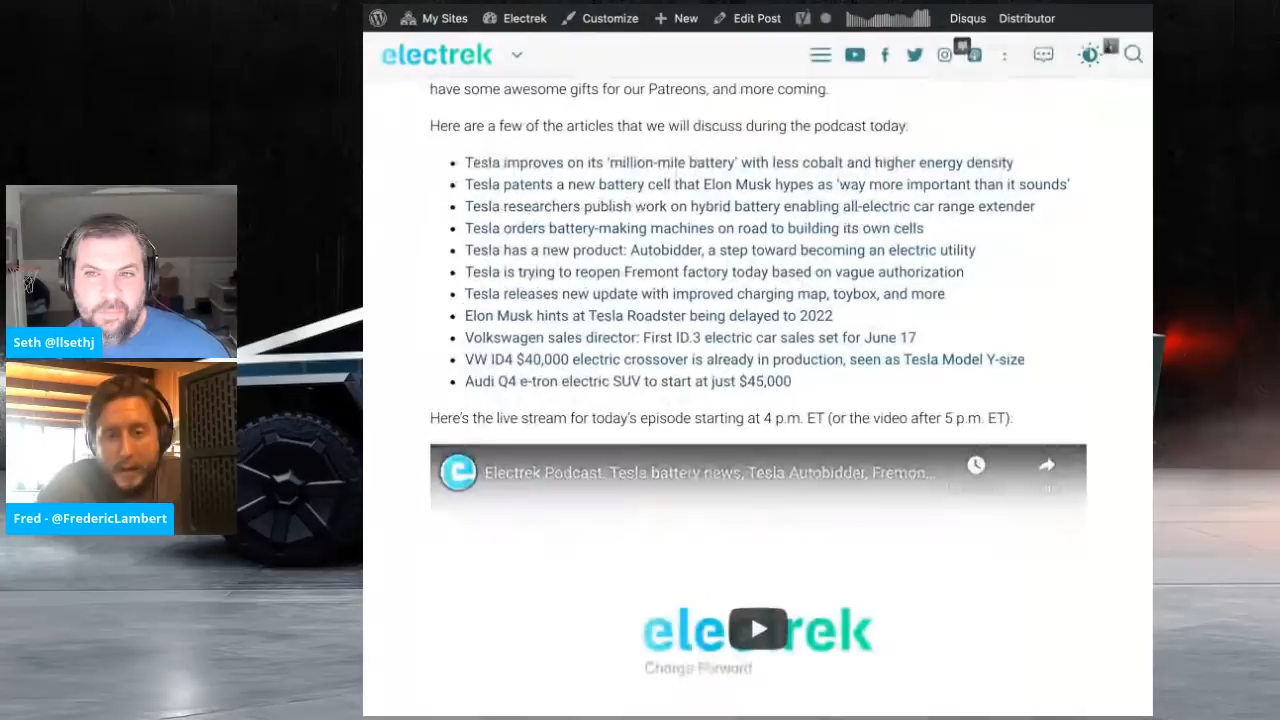 My Sites
Electrek
Customize
New
Edit Post
Disqus
Distributor
electrek
have some awesome gifts for our Patreons, and more coming.
Here are a few of the articles that we will discuss during the podcast today:
Tesla improves on its ‘million-mile battery’ with less cobalt and higher energy density
Tesla patents a new battery cell that Elon Musk hypes as ‘way more important than it sounds’
Tesla researchers publish work on hybrid battery enabling all-electric car range extender
Tesla orders battery-making machines on road to building its own cells
Tesla has a new product: Autobidder, a step toward becoming an electric utility
Tesla is trying to reopen Fremont factory today based on vague authorization
Tesla releases new update with improved charging map, toybox, and more
Elon Musk hints at Tesla Roadster being delayed to 2022
Volkswagen sales director: First ID.3 electric car sales set for June 17
VW ID4 $40,000 electric crossover is already in production, seen as Tesla Model Y-size
Audi Q4 e-tron electric SUV to start at just $45,000
Here’s the live stream for today’s episode starting at 4 p.m. ET (or the video after 5 p.m. ET):
Electrek Podcast: Tesla battery news, Tesla Autobidder, Fremon...
Charge Forward
Seth @llsethj
Fred - @FredericLambert